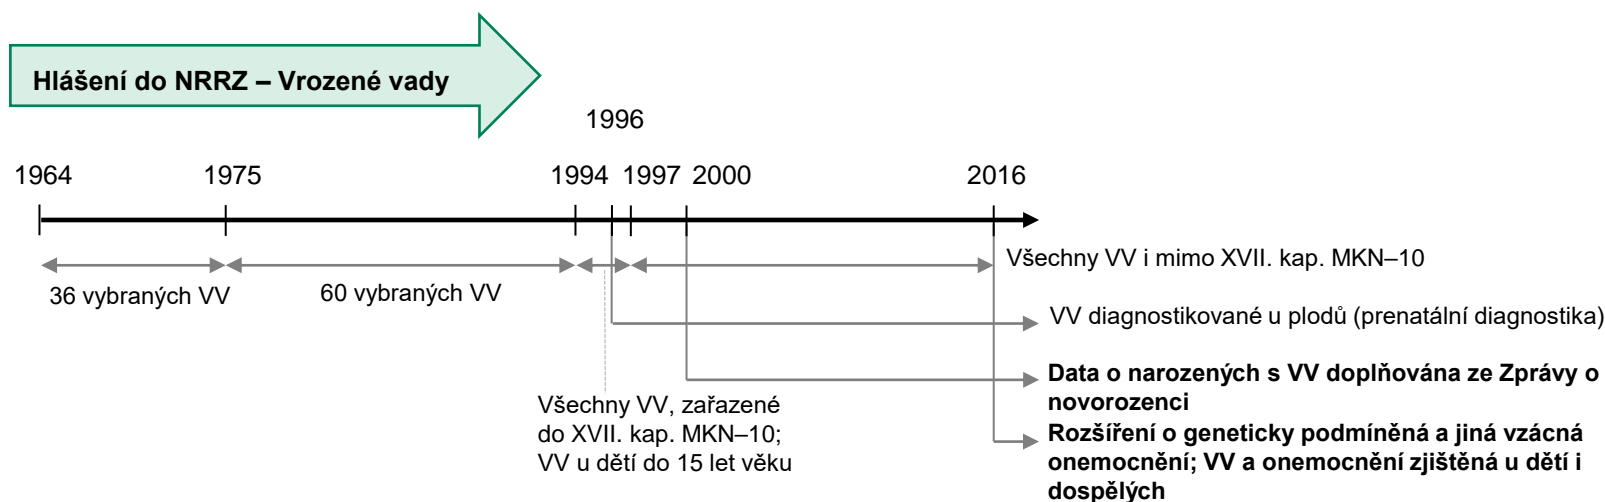 Hlášení do NRRZ – Vrozené vady
1996
1964
1975
1994
1997
2000
2016
Všechny VV i mimo XVII. kap. MKN–10
36 vybraných VV
60 vybraných VV
VV diagnostikované u plodů (prenatální diagnostika)
Data o narozených s VV doplňována ze Zprávy o
novorozenci
Všechny VV, zařazené
do XVII. kap. MKN–10;
VV u dětí do 15 let věku
Rozšíření o geneticky podmíněná a jiná vzácná
onemocnění; VV a onemocnění zjištěná u dětí i
dospělých